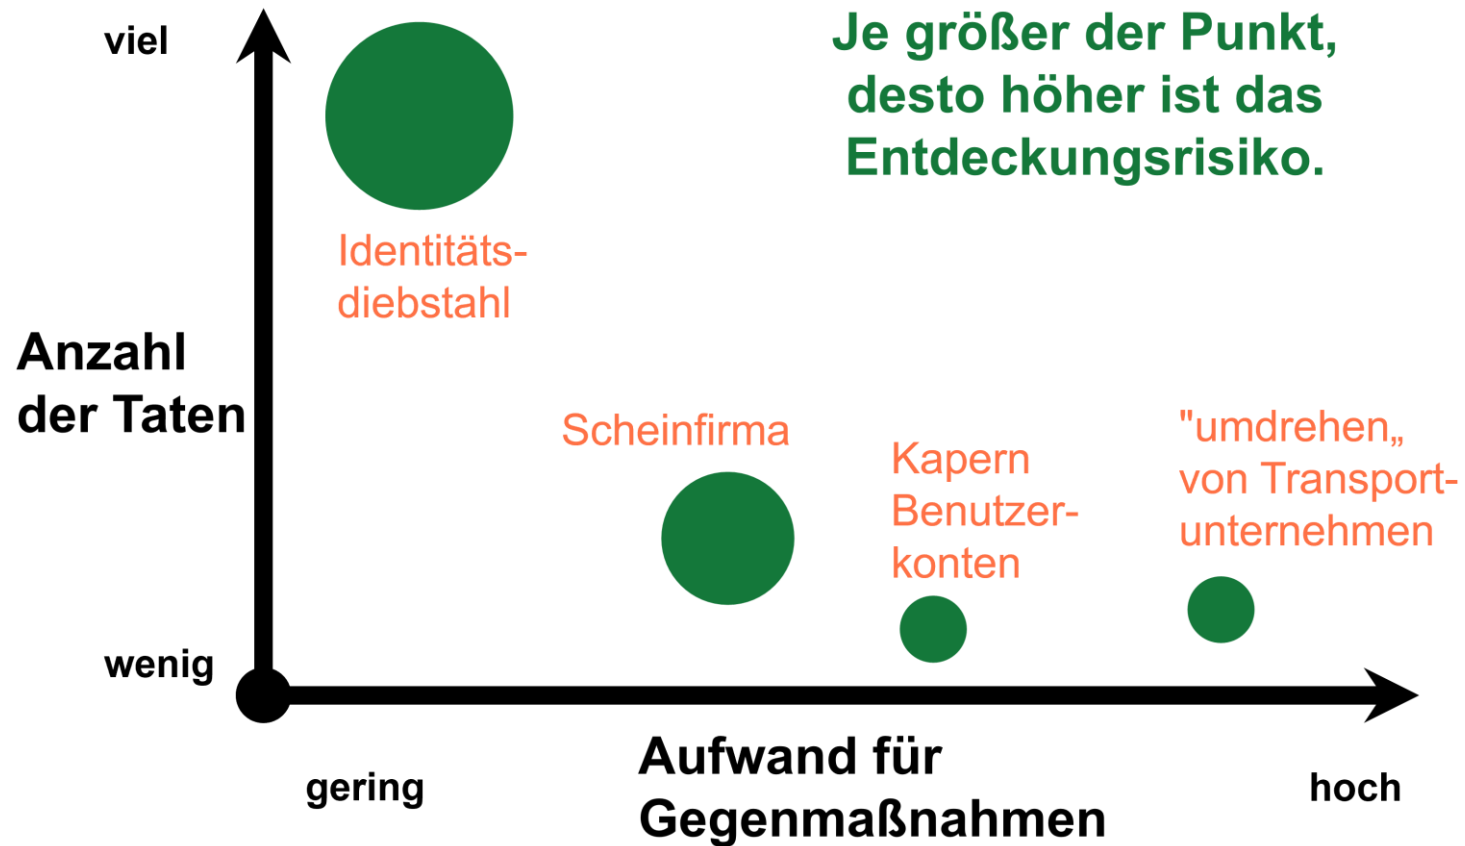 viel
Je größer der Punkt,
desto höher ist das
Entdeckungsrisiko.
Identitäts-
diebstahl
Anzahl
der Taten
Scheinfirma
Kapern
Benutzer-
konten
"umdrehen„
von Transport-
unternehmen
wenig
gering
Aufwand für
Gegenmaßnahmen
hoch